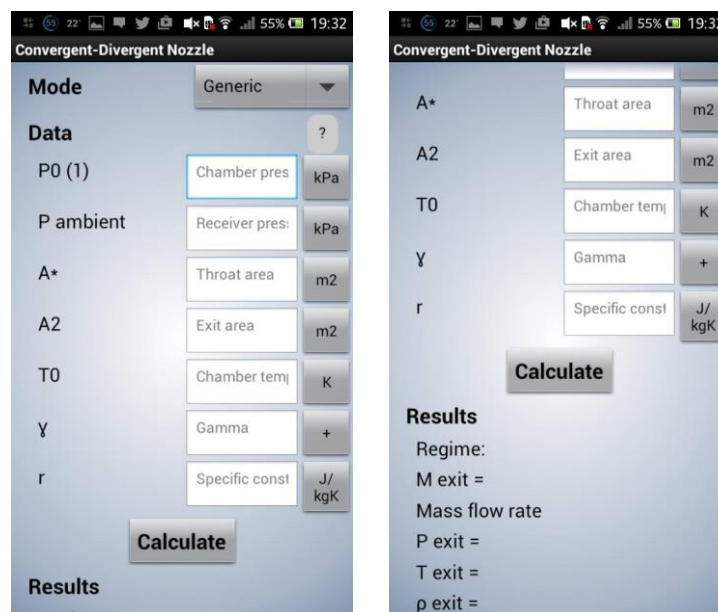 55 22° 55% 19:32
Convergent-Divergent Nozzle
Mode Generic
Data ?
P0 (1) Chamber pres kPa
P ambient Receiver pres kPa
A* Throat area m2
A2 Exit area m2
T0 Chamber tem K
γ Gamma +
r Specific const J/
kgK
Calculate
Results
55 22° 55% 19:32
Convergent-Divergent Nozzle
A* Throat area m2
A2 Exit area m2
T0 Chamber tem K
γ Gamma +
r Specific const J/
kgK
Calculate
Results
Regime:
M exit =
Mass flow rate
P exit =
T exit =
ρ exit =